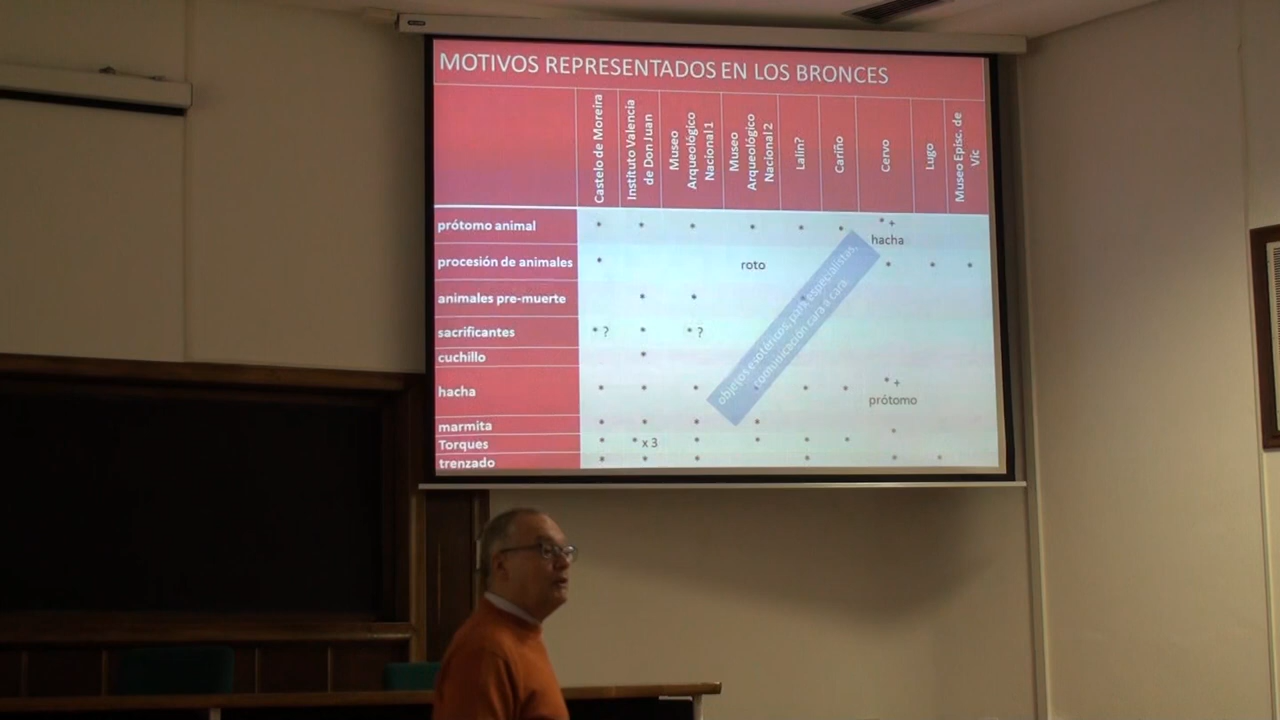 MOTIVOS REPRESENTADOS EN LOS BRONCES
Castelo de Moreira
Instituto Valencia
de Don Juan
Museo
Arqueológico
Nacional 1
Museo
Arqueológico
Nacional 2
Lalín?
Cariño
Cervo
Lugo
Museo Episc. de
Vic
prótomo animal * * * * * * * +
hacha
procesión de animales * roto * * *
animales pre-muerte * * *
sacrificantes * ? * * ?
cuchillo *
hacha * * * * * * * +
prótomo
marmita * * * * *
Torques * * x 3 * * * *
trenzado * * * * * *
objetos esotéricos, para especialistas,
comunicación cara a cara.